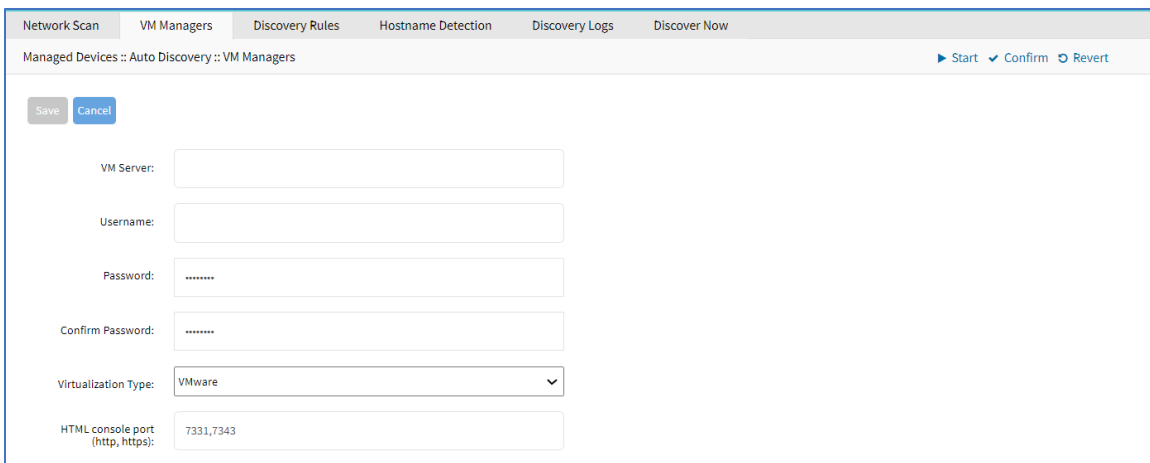 Network Scan VM Managers Discovery Rules Hostname Detection Discovery Logs Discover Now
Managed Devices :: Auto Discovery :: VM Managers Start Confirm Revert
Save Cancel
VM Server:
Username:
Password: ••••••••
Confirm Password: ••••••••
Virtualization Type: VMware
HTML console port
(http, https): 7331,7343